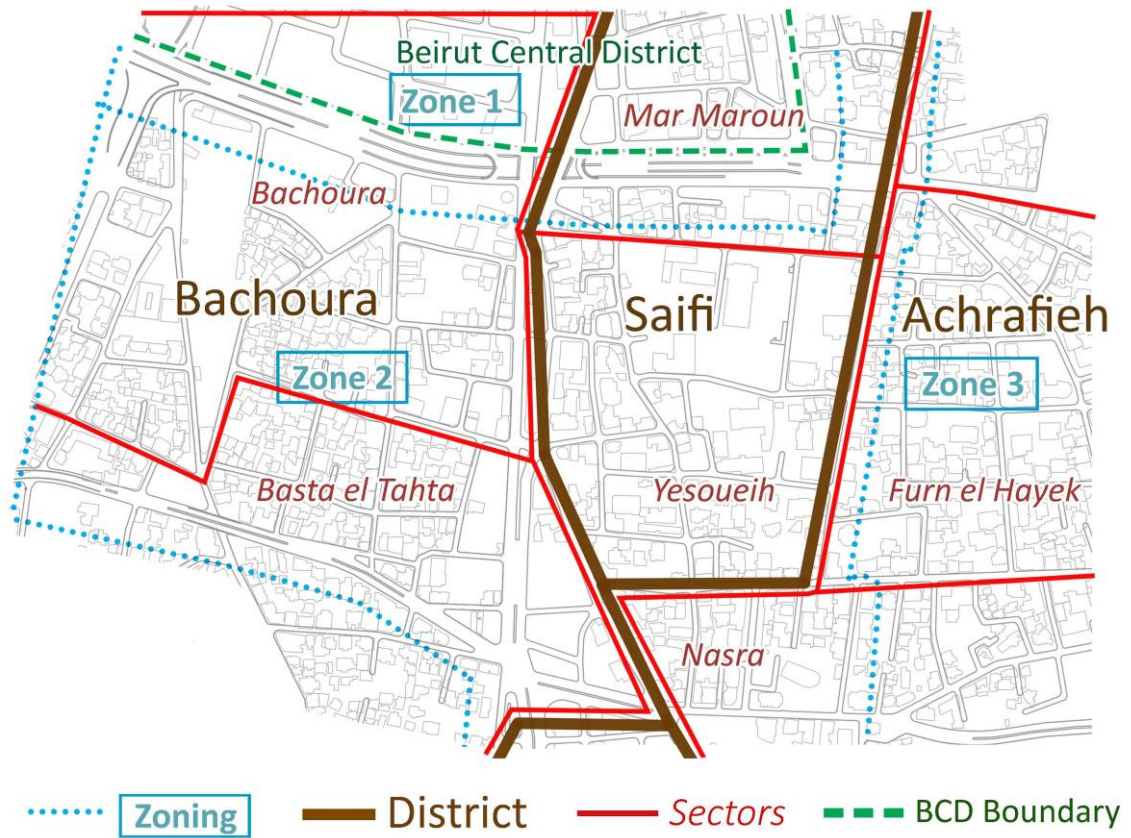 Beirut Central District
Zone 1
Mar Maroun
Bachoura
Bachoura
Saifi
Achrafieh
Zone 2
Zone 3
Basta el Tahta
Yesoueih
Furn el Hayek
Nasra
Zoning
District
Sectors
BCD Boundary